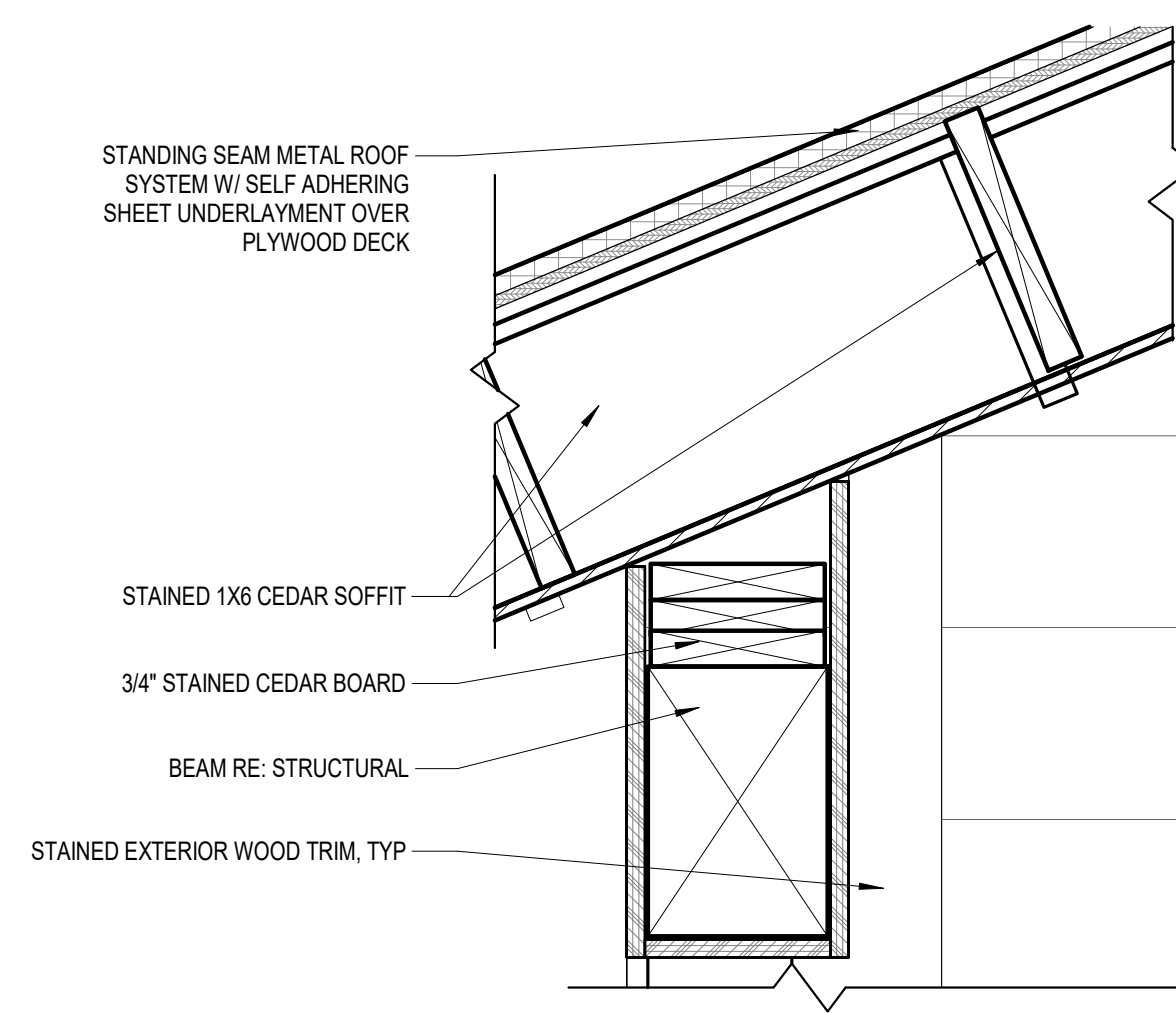 STANDING SEAM METAL ROOF
SYSTEM W/ SELF ADHERING
SHEET UNDERLAYMENT OVER
PLYWOOD DECK
STAINED 1X6 CEDAR SOFFIT
3/4" STAINED CEDAR BOARD
BEAM RE: STRUCTURAL
STAINED EXTERIOR WOOD TRIM, TYP